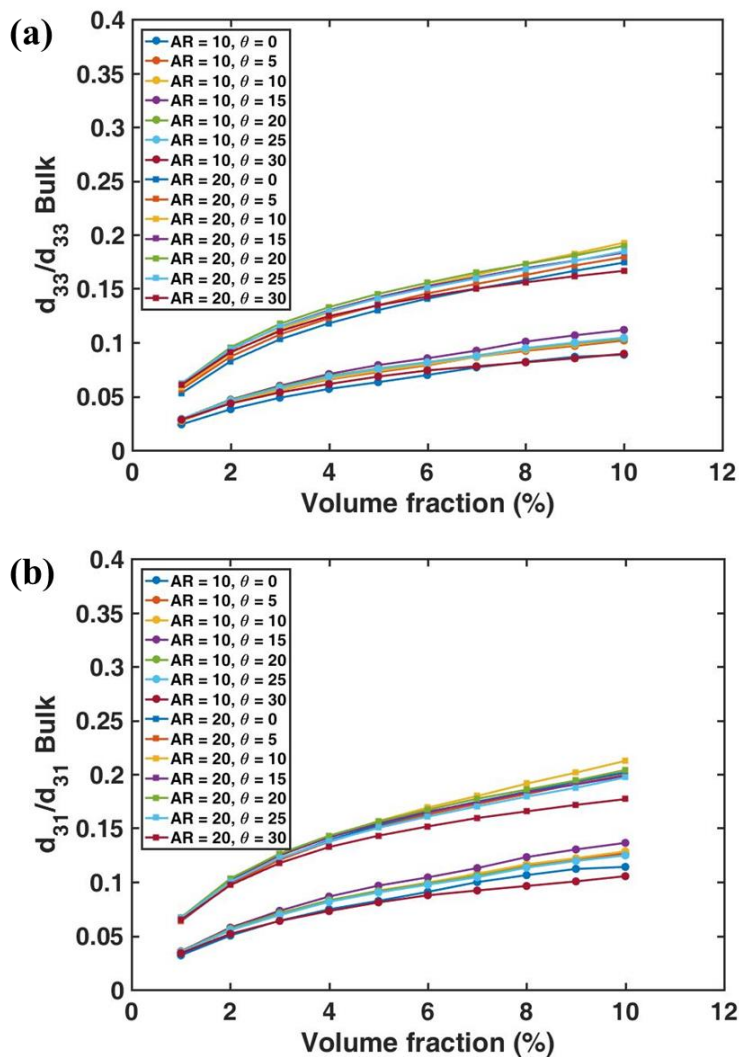 (a)
0.4
0.35
0.3
0.25
0.2
0.15
0.1
0.05
0
d33/d33 Bulk
AR = 10, θ = 0
AR = 10, θ = 5
AR = 10, θ = 10
AR = 10, θ = 15
AR = 10, θ = 20
AR = 10, θ = 25
AR = 10, θ = 30
AR = 20, θ = 0
AR = 20, θ = 5
AR = 20, θ = 10
AR = 20, θ = 15
AR = 20, θ = 20
AR = 20, θ = 25
AR = 20, θ = 30
0 2 4 6 8 10 12
Volume fraction (%)
(b)
0.4
0.35
0.3
0.25
0.2
0.15
0.1
0.05
0
d31/d31 Bulk
AR = 10, θ = 0
AR = 10, θ = 5
AR = 10, θ = 10
AR = 10, θ = 15
AR = 10, θ = 20
AR = 10, θ = 25
AR = 10, θ = 30
AR = 20, θ = 0
AR = 20, θ = 5
AR = 20, θ = 10
AR = 20, θ = 15
AR = 20, θ = 20
AR = 20, θ = 25
AR = 20, θ = 30
0 2 4 6 8 10 12
Volume fraction (%)